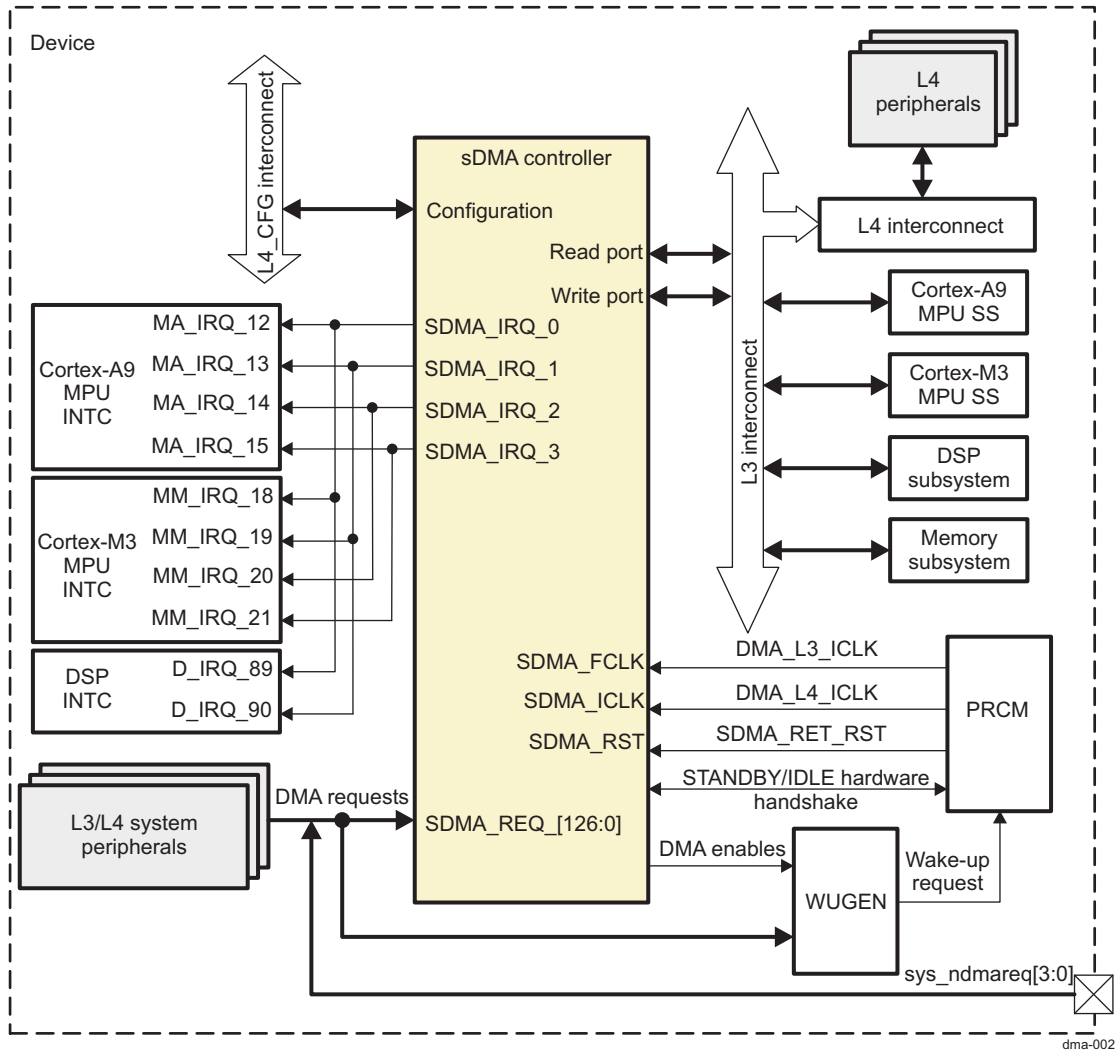 Device
L4_CFG interconnect
L4
peripherals
sDMA controller
Configuration
L4 interconnect
Read port
Write port
L3 interconnect
Cortex-A9
MPU SS
Cortex-M3
MPU SS
DSP
subsystem
Memory
subsystem
Cortex-A9
MPU
INTC
MA_IRQ_12
MA_IRQ_13
MA_IRQ_14
MA_IRQ_15
SDMA_IRQ_0
SDMA_IRQ_1
SDMA_IRQ_2
SDMA_IRQ_3
Cortex-M3
MPU
INTC
MM_IRQ_18
MM_IRQ_19
MM_IRQ_20
MM_IRQ_21
DSP
INTC
D_IRQ_89
D_IRQ_90
SDMA_FCLK
SDMA_ICLK
SDMA_RST
DMA_L3_ICLK
DMA_L4_ICLK
SDMA_RET_RST
PRCM
STANDBY/IDLE hardware
handshake
L3/L4 system
peripherals
DMA requests
SDMA_REQ_[126:0]
DMA enables
WUGEN
Wake-up
request
sys_ndmareq[3:0]
dma-002